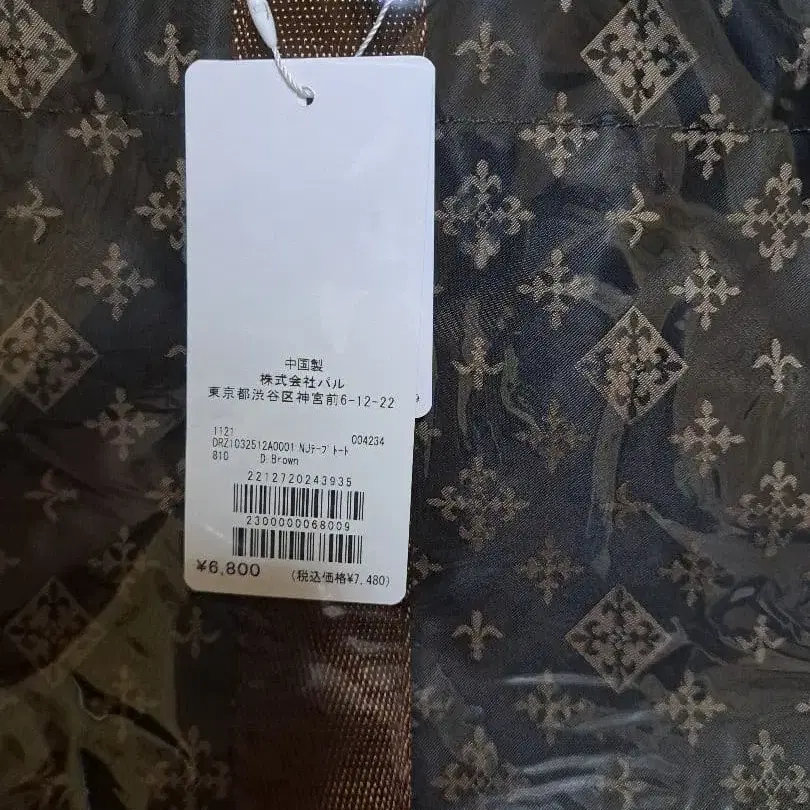 中国製
株式会社パル
東京都渋谷区神宮前6-12-22
1121 004234
DRZ1032512A0001 NJテープトート
810 D.Brown
2212720243935
2300000068009
¥6,800 (税込価格¥7,480)